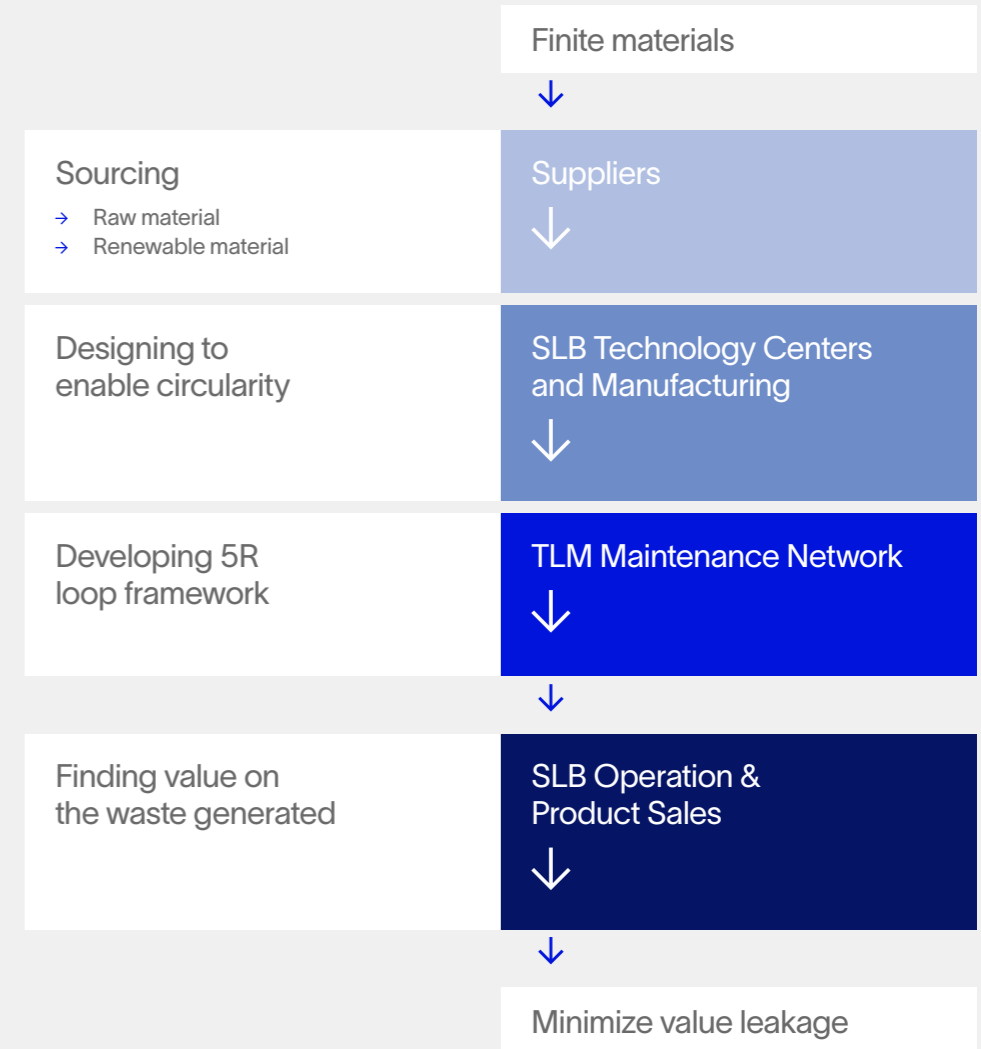 Finite materials
Sourcing
Raw material
Renewable material
Suppliers
Designing to
enable circularity
SLB Technology Centers
and Manufacturing
Developing 5R
loop framework
TLM Maintenance Network
Finding value on
the waste generated
SLB Operation &
Product Sales
Minimize value leakage